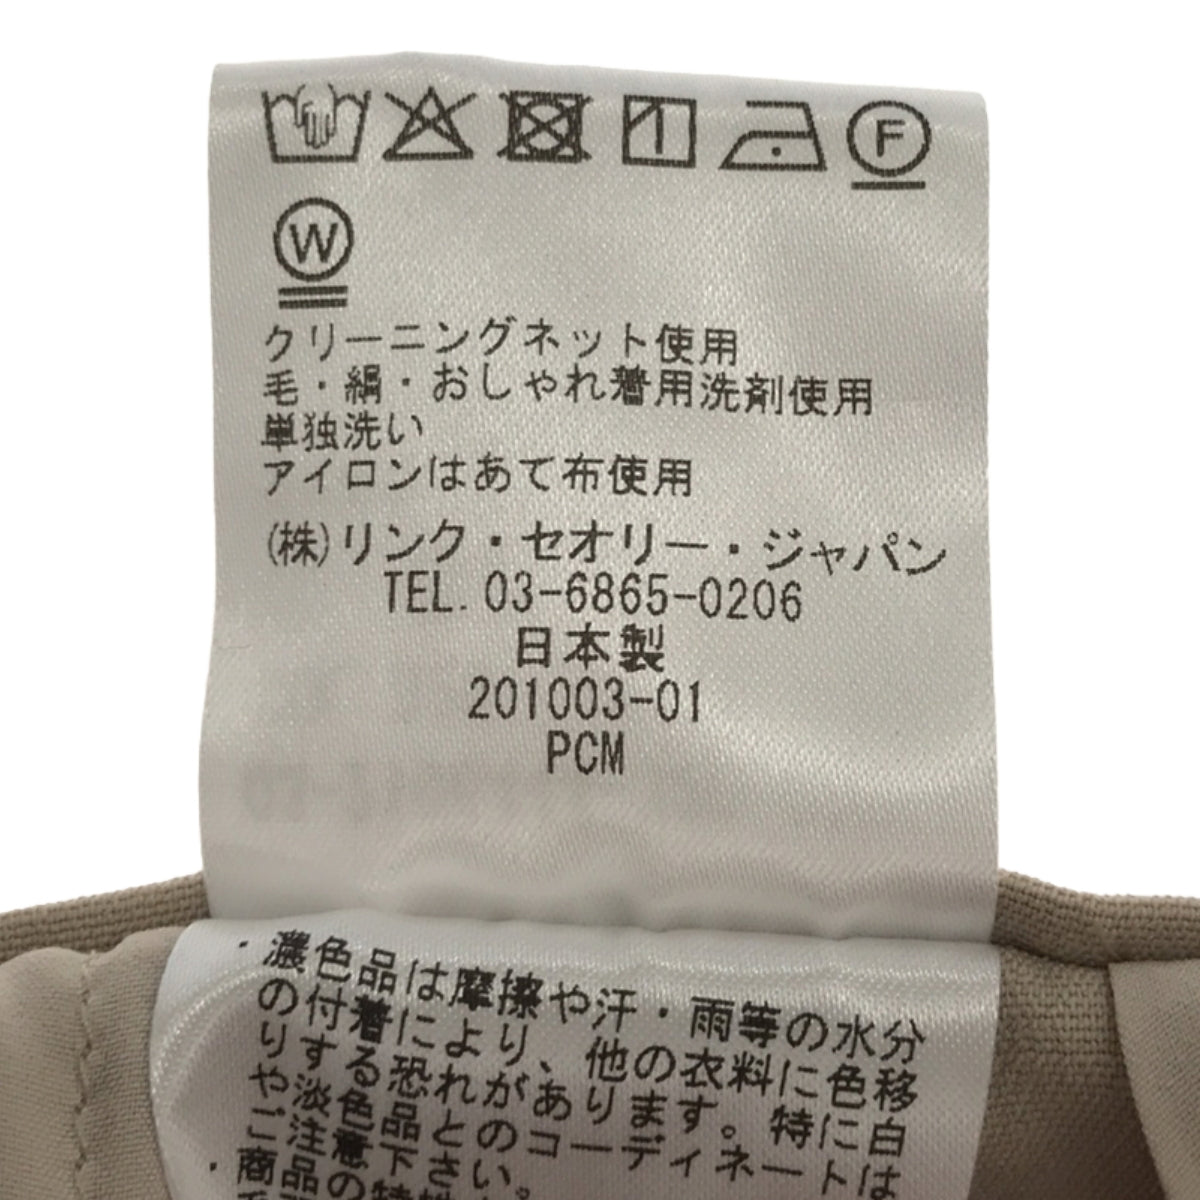 F
W
クリーニングネット使用
毛・絹・おしゃれ着用洗剤使用
単独洗い
アイロンはあて布使用
(株)リンク・セオリー・ジャパン
TEL. 03-6865-0206
日本製
201003-01
PCM
・濃色品は摩擦や汗・雨等の水分
の付着により、他の衣料に色移
りする恐れがあります。特に白
や淡色品とのコーディネートは
ご注意下さい。
・商品の特性